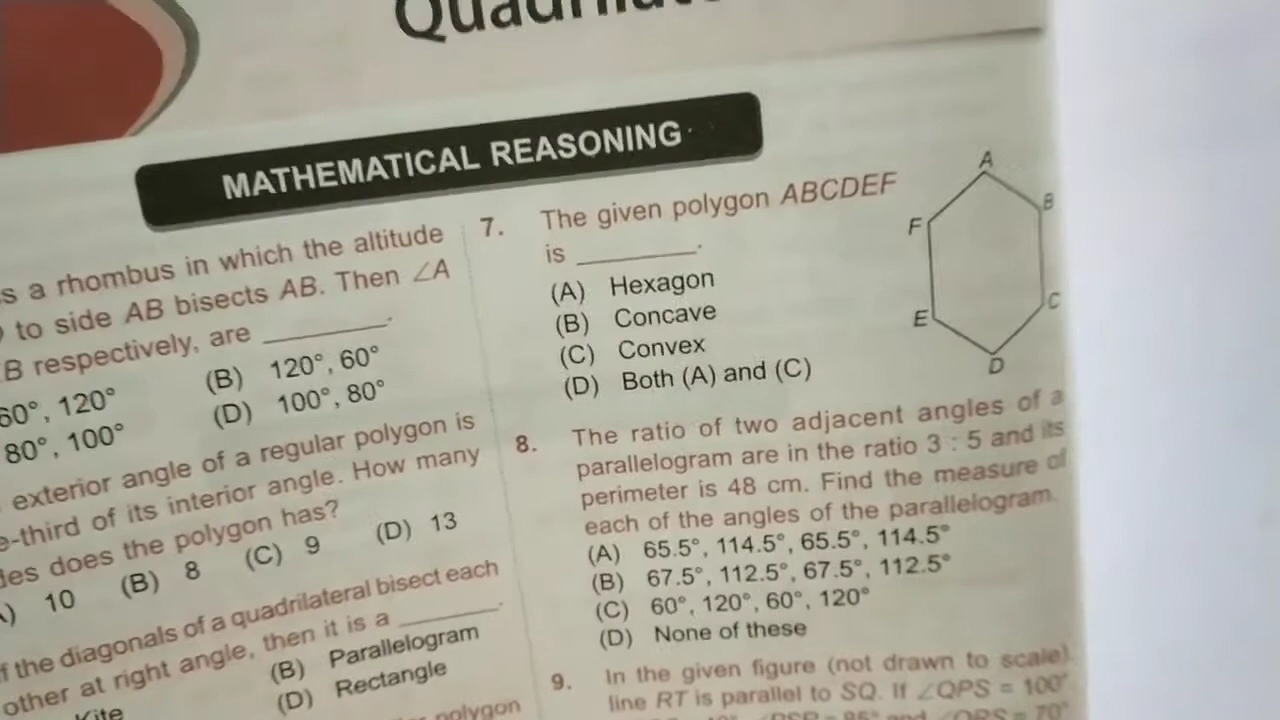 MATHEMATICAL REASONING
s a rhombus in which the altitude
to side AB bisects AB. Then ∠A
B respectively, are ________.
60°, 120° (B) 120°, 60°
80°, 100° (D) 100°, 80°
exterior angle of a regular polygon is
e-third of its interior angle. How many
des does the polygon has?
10 (B) 8 (C) 9 (D) 13
f the diagonals of a quadrilateral bisect each
other at right angle, then it is a ________.
(B) Parallelogram
Kite (D) Rectangle
polygon
7. The given polygon ABCDEF
is ________.
(A) Hexagon
(B) Concave
(C) Convex
(D) Both (A) and (C)
A
B
F
E
C
D
8. The ratio of two adjacent angles of a
parallelogram are in the ratio 3 : 5 and its
perimeter is 48 cm. Find the measure of
each of the angles of the parallelogram.
(A) 65.5°, 114.5°, 65.5°, 114.5°
(B) 67.5°, 112.5°, 67.5°, 112.5°
(C) 60°, 120°, 60°, 120°
(D) None of these
9. In the given figure (not drawn to scale)
line RT is parallel to SQ. If ∠QPS = 100°